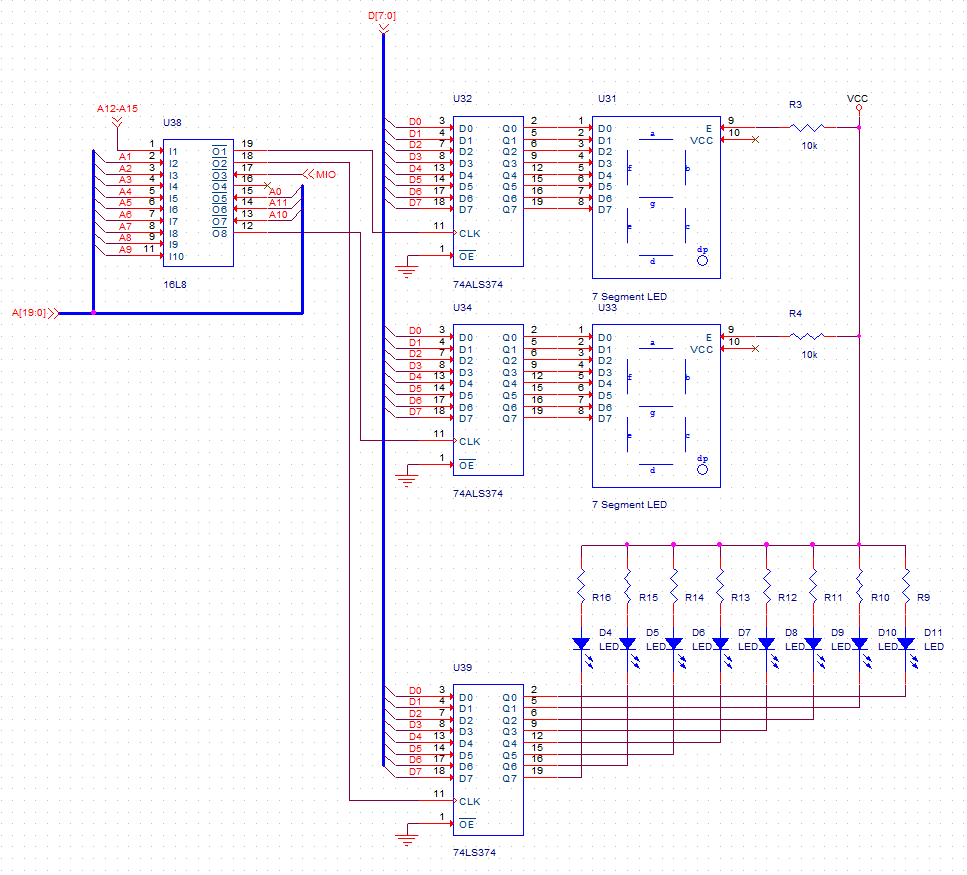 D[7:0]
A12-A15
U38
1 I1 O1 19
A1 2 I2 O2 18
A2 3 I3 O3 17 MIO
A3 4 I4 O4 16
A4 5 I5 O5 15 A0
A5 6 I6 O6 14 A11
A6 7 I7 O7 13 A10
A7 8 I8 O8 12
A8 9 I9
A9 11 I10
16L8
A[19:0]
U32
D0 3 D0 Q0 2
D1 4 D1 Q1 5
D2 7 D2 Q2 6
D3 8 D3 Q3 9
D4 13 D4 Q4 12
D5 14 D5 Q5 15
D6 17 D6 Q6 16
D7 18 D7 Q7 19
11 CLK
1 OE
74ALS374
U31
1 D0 E 9
2 D1 VCC 10
3 D2
4 D3
5 D4
6 D5
7 D6
8 D7
a
f b
g
e c
d
dp
7 Segment LED
R3
10k
VCC
U34
D0 3 D0 Q0 2
D1 4 D1 Q1 5
D2 7 D2 Q2 6
D3 8 D3 Q3 9
D4 13 D4 Q4 12
D5 14 D5 Q5 15
D6 17 D6 Q6 16
D7 18 D7 Q7 19
11 CLK
1 OE
74ALS374
U33
1 D0 E 9
2 D1 VCC 10
3 D2
4 D3
5 D4
6 D5
7 D6
8 D7
a
f b
g
e c
d
dp
7 Segment LED
R4
10k
R16 R15 R14 R13 R12 R11 R10 R9
D4 D5 D6 D7 D8 D9 D10 D11
LED LED LED LED LED LED LED LED
U39
D0 3 D0 Q0 2
D1 4 D1 Q1 5
D2 7 D2 Q2 6
D3 8 D3 Q3 9
D4 13 D4 Q4 12
D5 14 D5 Q5 15
D6 17 D6 Q6 16
D7 18 D7 Q7 19
11 CLK
1 OE
74LS374